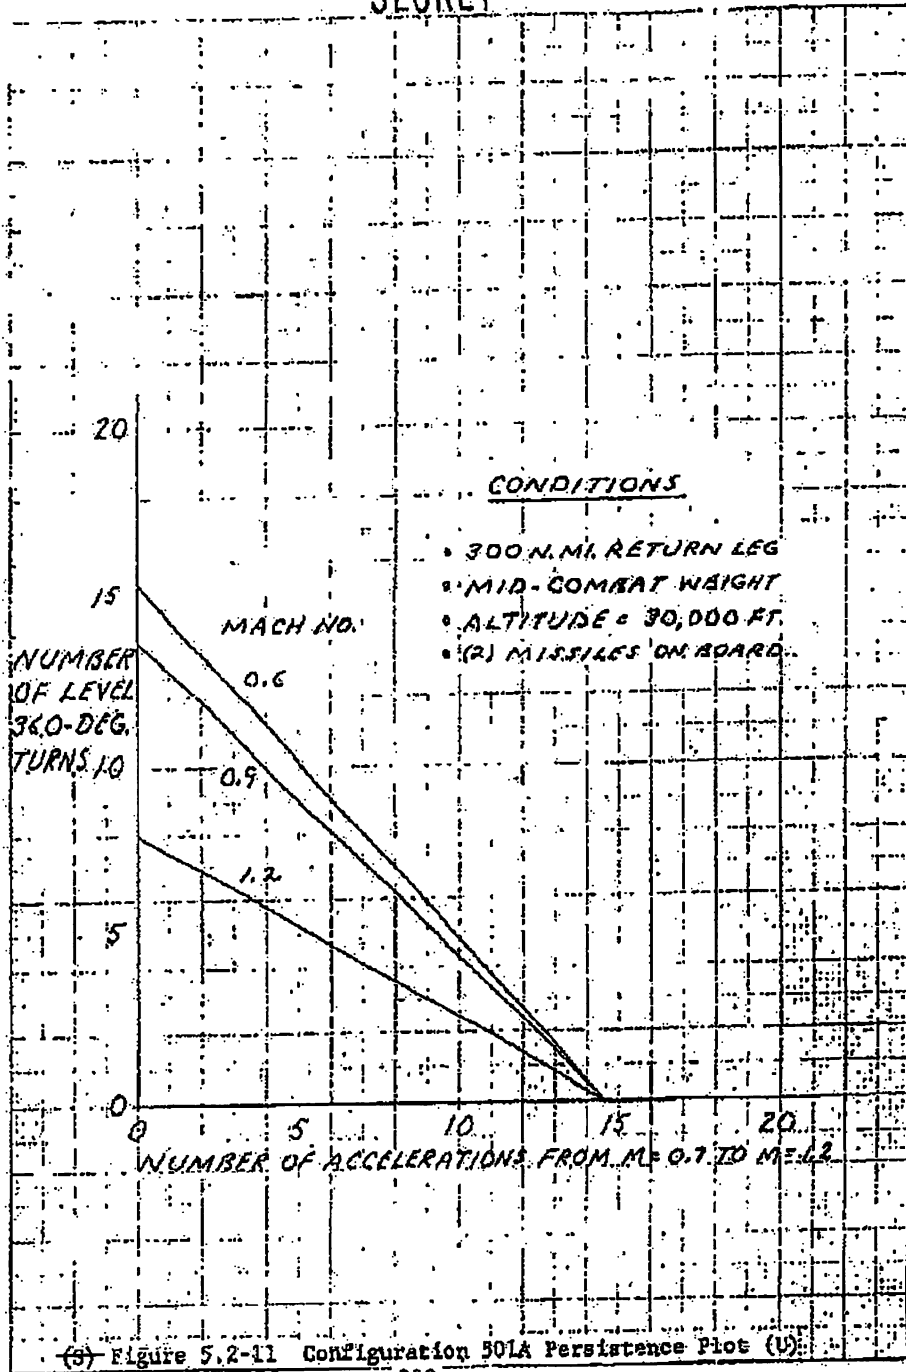 SECRET
20
CONDITIONS
• 300 N.MI. RETURN LEG
• MID-COMBAT WEIGHT
• ALTITUDE = 30,000 FT.
• (2) MISSILES ON BOARD
15
MACH NO.
NUMBER
OF LEVEL
360-DEG.
TURNS
10
0.6
0.9
1.2
5
0
0 5 10 15 20
NUMBER OF ACCELERATIONS FROM M=0.7 TO M=1.2
(S) Figure 5.2-11 Configuration 501A Persistence Plot (U)